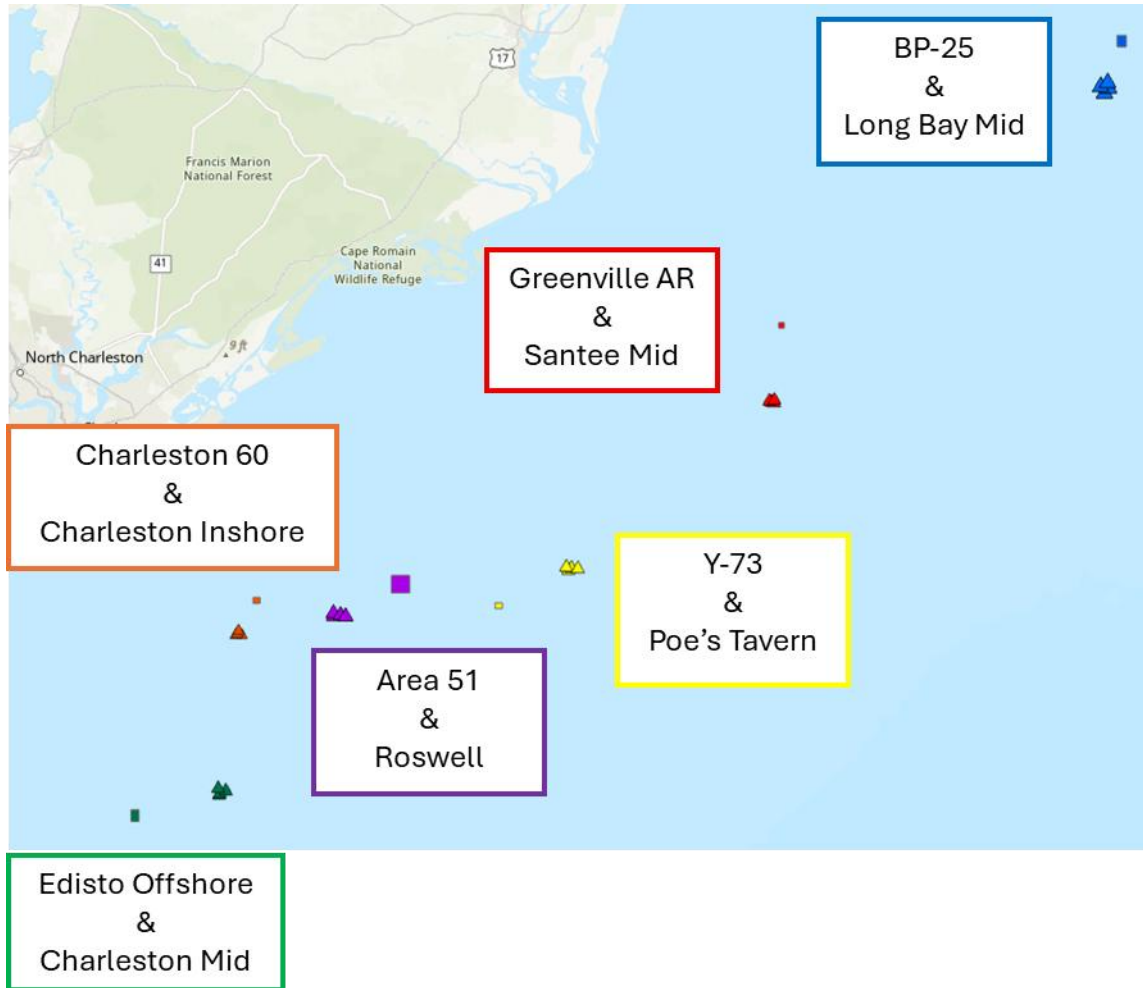 17
BP-25
&
Long Bay Mid
Francis Marion
National Forest
41
Cape Romain
National
Wildlife Refuge
Greenville AR
&
Santee Mid
9 ft
North Charleston
Charleston 60
&
Charleston Inshore
Y-73
&
Poe's Tavern
Area 51
&
Roswell
Edisto Offshore
&
Charleston Mid